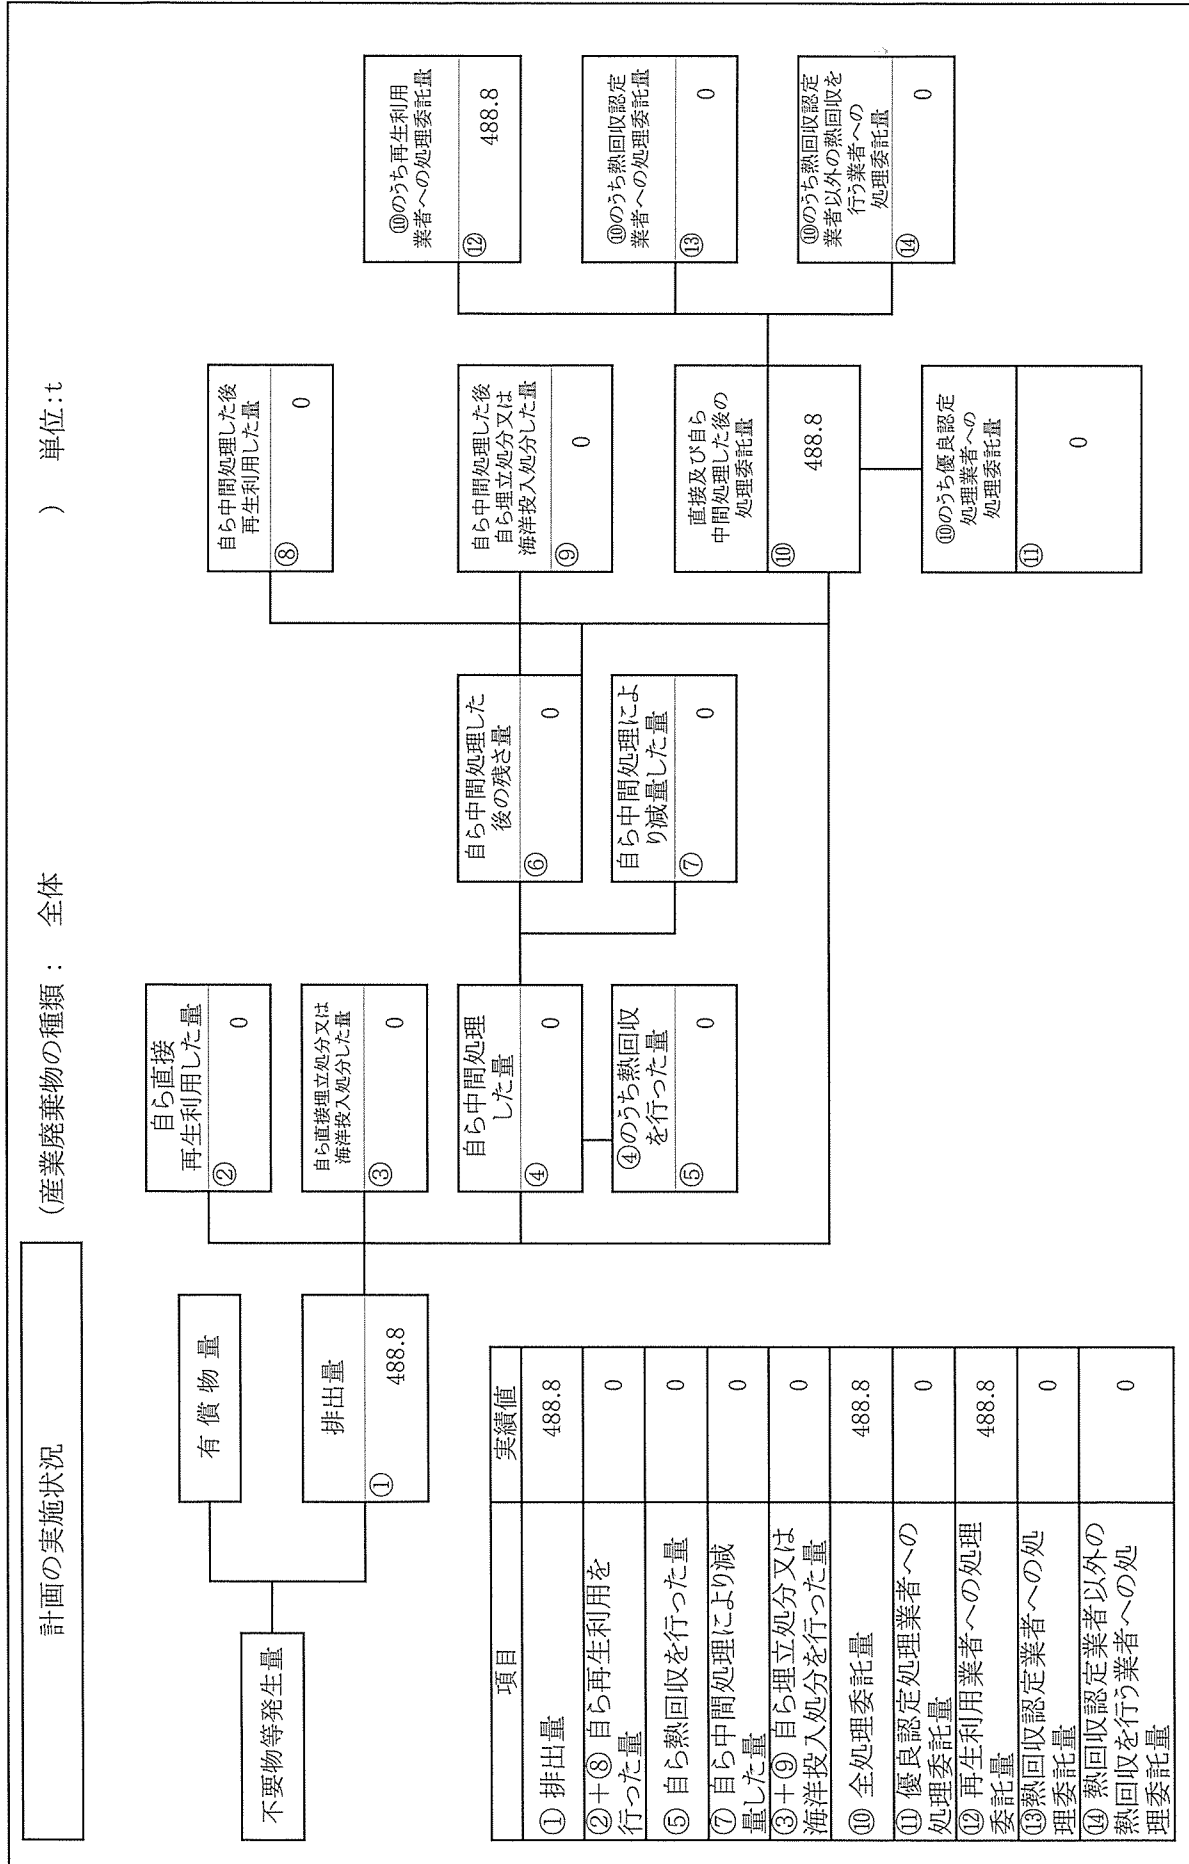 計画の実施状況
(産業廃棄物の種類： 全体 ) 単位：t
不要物等発生量
有償物量
排出量
① 488.8
自ら直接
再生利用した量
② 0
自ら直接埋立処分又は
海洋投入処分した量
③ 0
自ら中間処理
した量
④ 0
④のうち熱回収
を行った量
⑤ 0
自ら中間処理した
後の残さ量
⑥ 0
自ら中間処理によ
り減量した量
⑦ 0
自ら中間処理した後
再生利用した量
⑧ 0
自ら中間処理した後
自ら埋立処分又は
海洋投入処分した量
⑨ 0
直接及び自ら
中間処理した後の
処理委託量
⑩ 488.8
⑩のうち優良認定
処理業者への
処理委託量
⑪ 0
⑩のうち再生利用
業者への処理委託量
⑫ 488.8
⑩のうち熱回収認定
業者への処理委託量
⑬ 0
⑩のうち熱回収認定
業者以外の熱回収を
行う業者への
処理委託量
⑭ 0
項目 実績値
① 排出量 488.8
②＋⑧ 自ら再生利用を
行った量 0
⑤ 自ら熱回収を行った量 0
⑦ 自ら中間処理により減
量した量 0
③＋⑨ 自ら埋立処分又は
海洋投入処分を行った量 0
⑩ 全処理委託量 488.8
⑪ 優良認定処理業者への
処理委託量 0
⑫ 再生利用業者への処理
委託量 488.8
⑬熱回収認定業者への処
理委託量 0
⑭ 熱回収認定業者以外の
熱回収を行う業者への処
理委託量 0